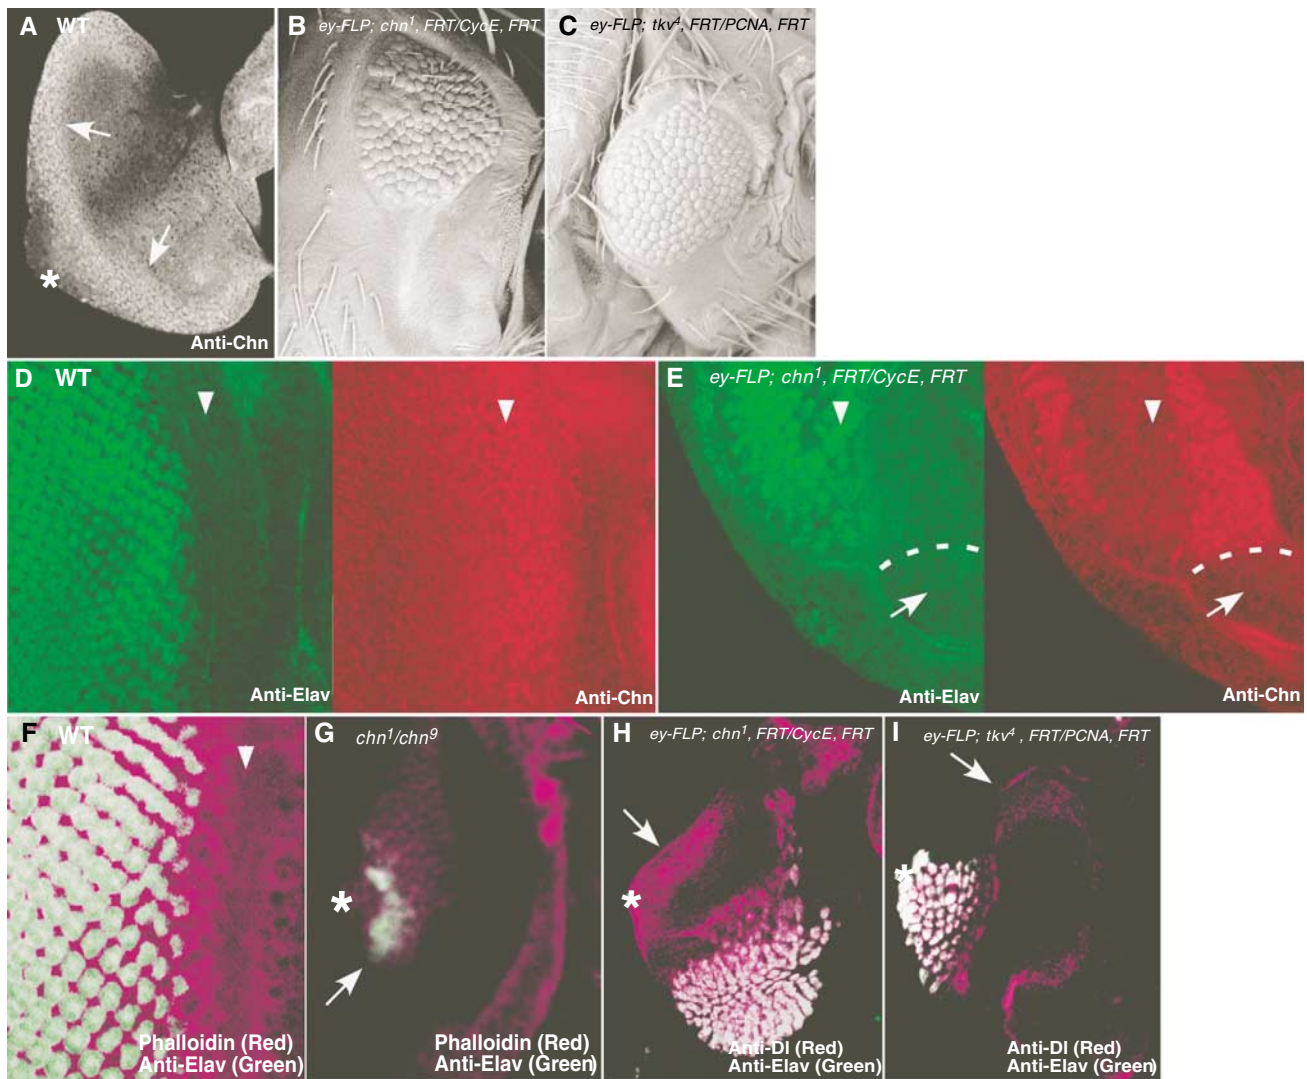 A WT
Anti-Chn
B ey-FLP; chn1, FRT/CycE, FRT
C ey-FLP; tkv4, FRT/PCNA, FRT
D WT
Anti-Elav
Anti-Chn
E ey-FLP; chn1, FRT/CycE, FRT
Anti-Elav
Anti-Chn
F WT
Phalloidin (Red)
Anti-Elav (Green)
G chn1/chn9
Phalloidin (Red)
Anti-Elav (Green)
H ey-FLP; chn1, FRT/CycE, FRT
Anti-Dl (Red)
Anti-Elav (Green)
I ey-FLP; tkv4 , FRT/PCNA, FRT
Anti-Dl (Red)
Anti-Elav (Green)